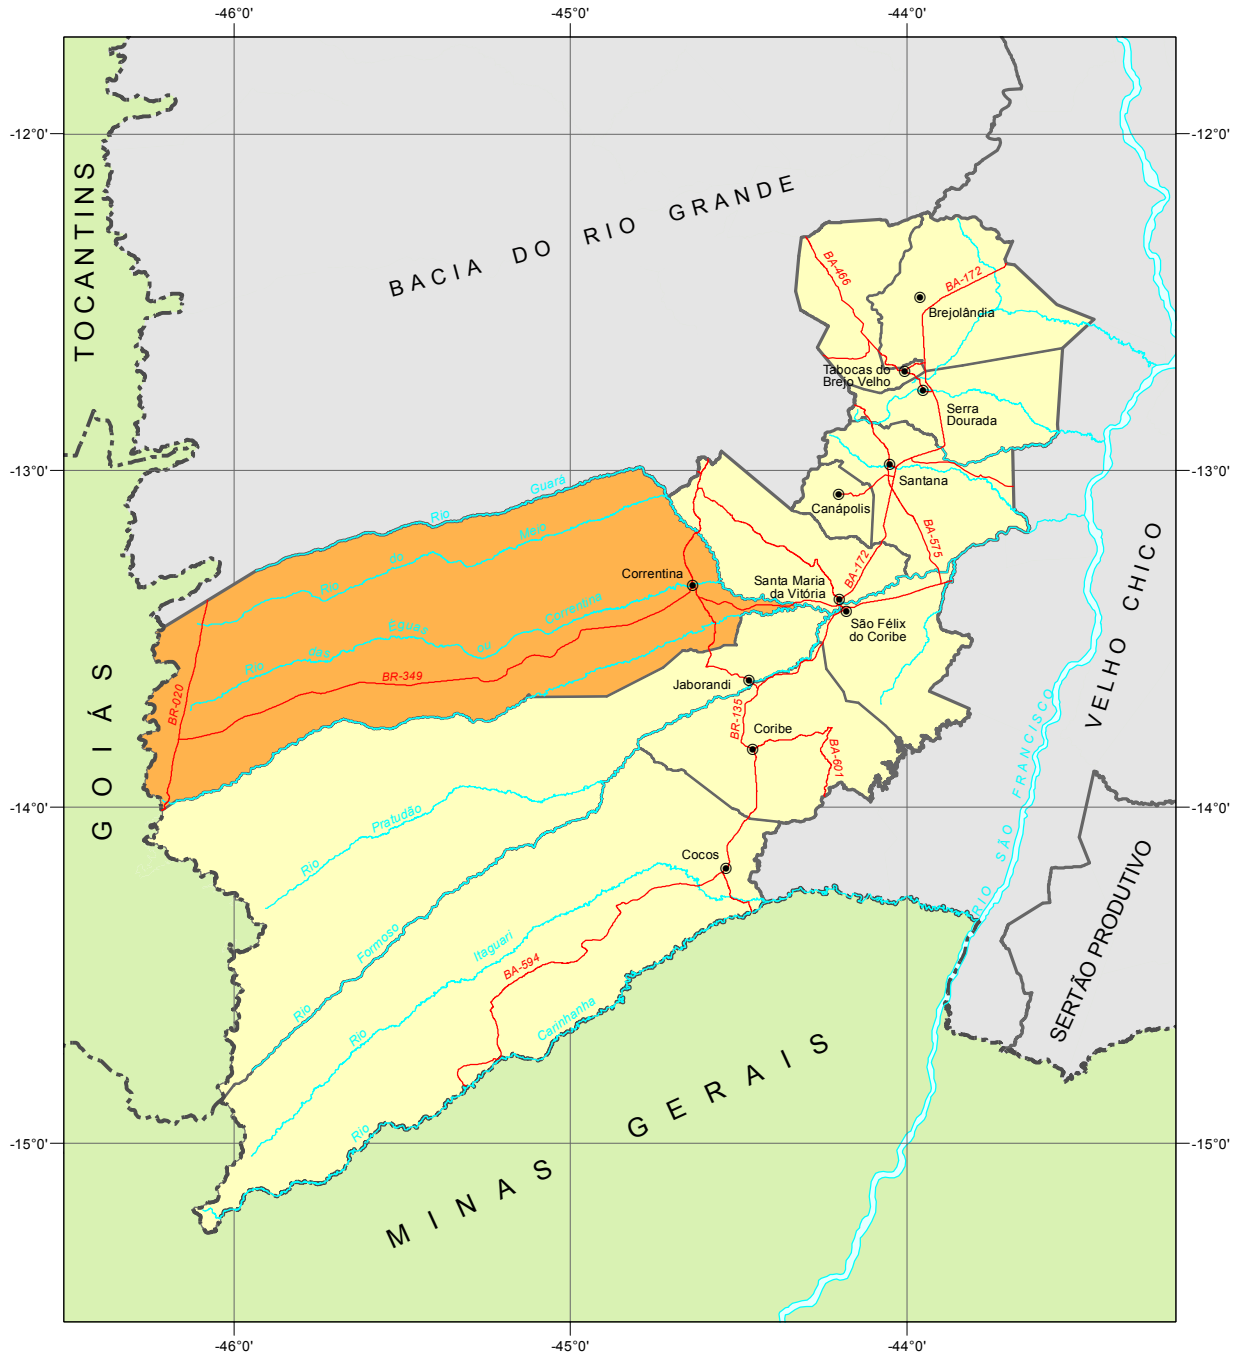 -46°0'
-45°0'
-44°0'
-12°0'
-12°0'
TOCANTINS
BACIA DO RIO GRANDE
BA-466
BA-172
Brejolândia
Tabocas do
Brejo Velho
Serra
Dourada
-13°0'
-13°0'
Santana
Canápolis
Rio Guará
Rio do Meio
BA-575
BA-172
Correntina
Santa Maria
da Vitória
São Félix
do Coribe
Rio das Éguas ou Correntina
BR-349
BR-020
Jaborandi
BR-135
Coribe
BA-601
GOIÁS
VELHO CHICO
RIO SÃO FRANCISCO
-14°0'
-14°0'
Rio Pratudão
Cocos
Rio Formoso
Rio Itaguari
BA-594
Rio Carinhanha
SERTÃO PRODUTIVO
MINAS GERAIS
-15°0'
-15°0'
-46°0'
-45°0'
-44°0'